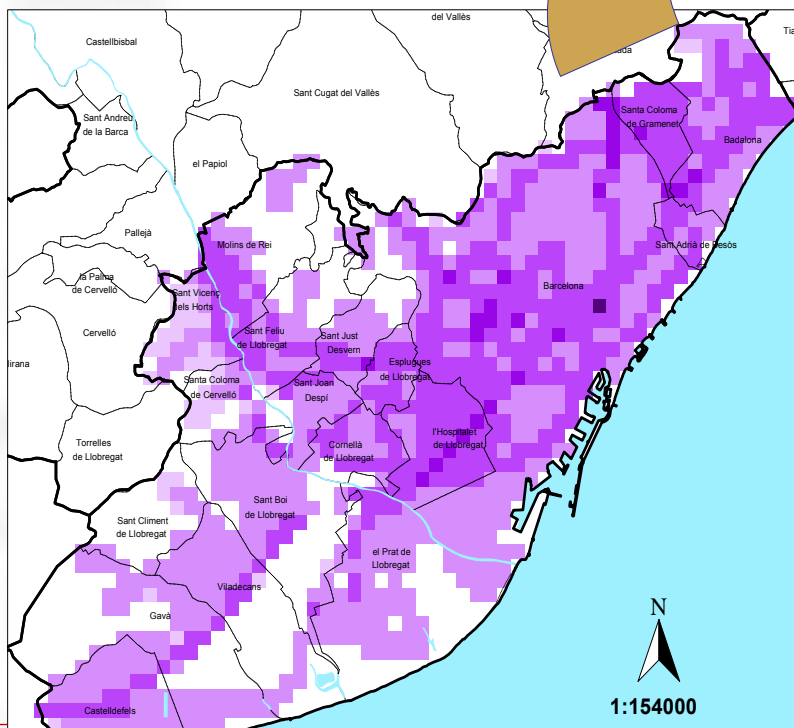 del Vallès
Castellbisbal
Sant Cugat del Vallès
Sant Andreu
de la Barca
Santa Coloma
de Gramenet
Badalona
el Papiol
Pallejà
Molins de Rei
Sant Adrià de Besòs
la Palma
de Cervelló
Sant Vicenç
dels Horts
Barcelona
Cervelló
Sant Feliu
de Llobregat
Sant Just
Desvern
Esplugues
de Llobregat
Santa Coloma
de Cervelló
Sant Joan
Despí
Torrelles
de Llobregat
Cornellà
de Llobregat
l'Hospitalet
de Llobregat
Sant Boi
de Llobregat
Sant Climent
de Llobregat
el Prat de
Llobregat
Viladecans
Gavà
Castelldefels
N
1:154000